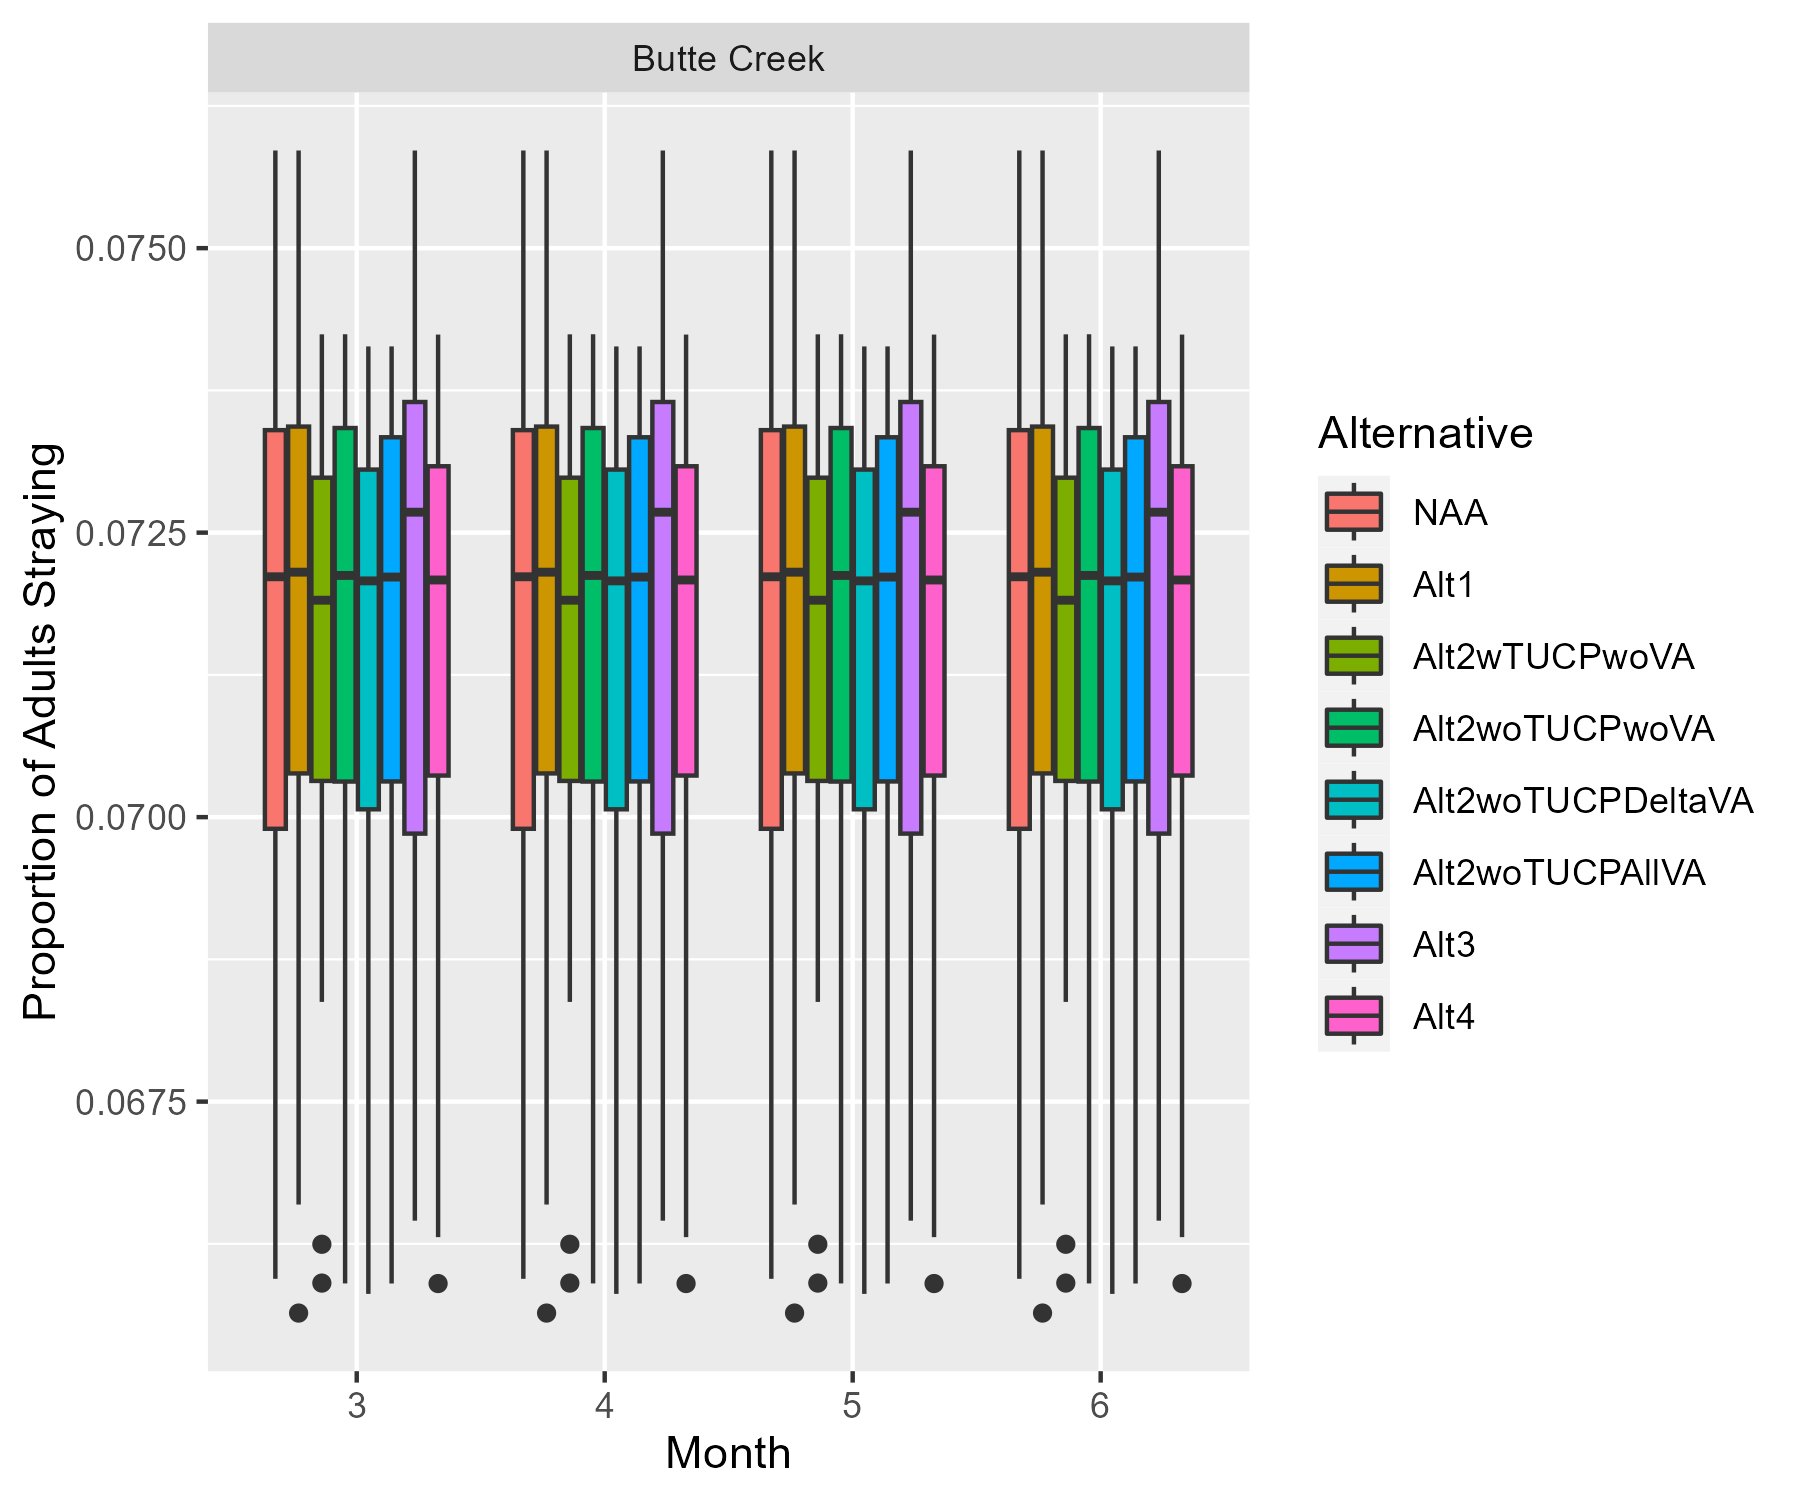 Butte Creek
0.0750
0.0725
0.0700
0.0675
Proportion of Adults Straying
3 4 5 6
Month
Alternative
NAA
Alt1
Alt2wTUCPwoVA
Alt2woTUCPwoVA
Alt2woTUCPDeltaVA
Alt2woTUCPAllVA
Alt3
Alt4